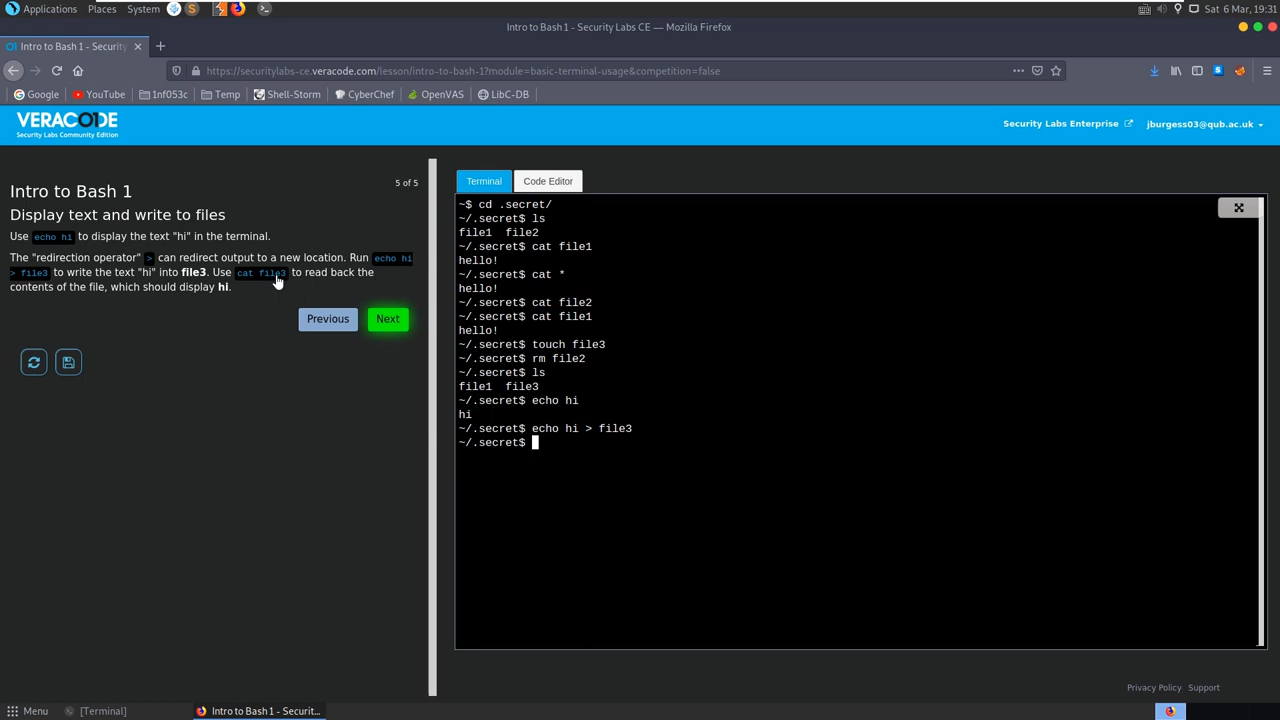 Applications Places System
Sat 6 Mar, 19:31
Intro to Bash 1 - Security Labs CE — Mozilla Firefox
Intro to Bash 1 - Security
https://securitylabs-ce.veracode.com/lesson/intro-to-bash-1?module=basic-terminal-usage&competition=false
Google YouTube 1nf053c Temp Shell-Storm CyberChef OpenVAS LibC-DB
VERACODE
Security Labs Community Edition
Security Labs Enterprise jburgess03@qub.ac.uk
5 of 5
Intro to Bash 1
Display text and write to files
Use echo hi to display the text "hi" in the terminal.
The "redirection operator" > can redirect output to a new location. Run echo hi
> file3 to write the text "hi" into file3. Use cat file3 to read back the
contents of the file, which should display hi.
Previous Next
Terminal Code Editor
~$ cd .secret/
~/.secret$ ls
file1 file2
~/.secret$ cat file1
hello!
~/.secret$ cat *
hello!
~/.secret$ cat file2
~/.secret$ cat file1
hello!
~/.secret$ touch file3
~/.secret$ rm file2
~/.secret$ ls
file1 file3
~/.secret$ echo hi
hi
~/.secret$ echo hi > file3
~/.secret$
Privacy Policy Support
Menu [Terminal] Intro to Bash 1 - Securit...